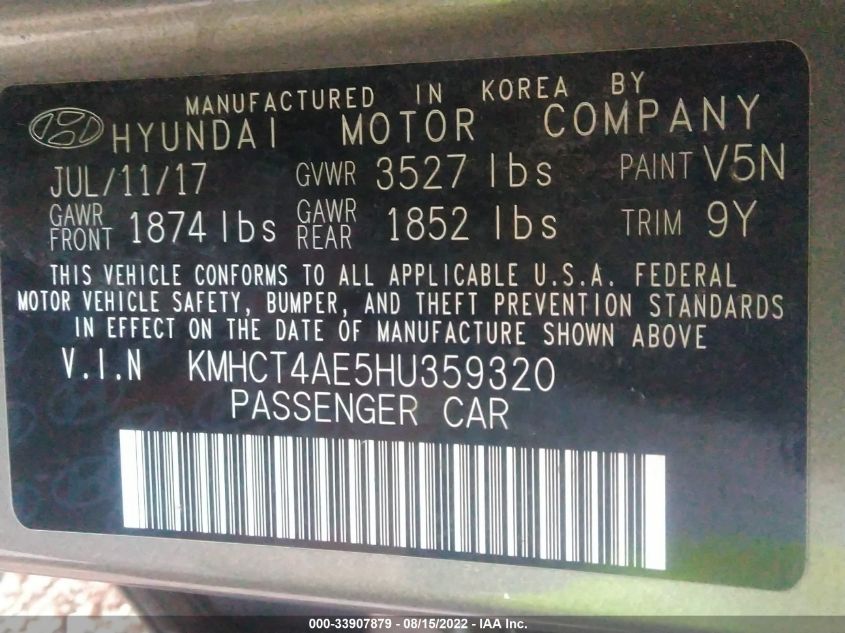 MANUFACTURED IN KOREA BY
HYUNDAI MOTOR COMPANY
JUL/11/17 GVWR 3527 lbs PAINT V5N
GAWR FRONT 1874 lbs GAWR REAR 1852 lbs TRIM 9Y
THIS VEHICLE CONFORMS TO ALL APPLICABLE U.S.A. FEDERAL
MOTOR VEHICLE SAFETY, BUMPER, AND THEFT PREVENTION STANDARDS
IN EFFECT ON THE DATE OF MANUFACTURE SHOWN ABOVE
V.I.N KMHCT4AE5HU359320
PASSENGER CAR
000-33907879 - 08/15/2022 - IAA Inc.